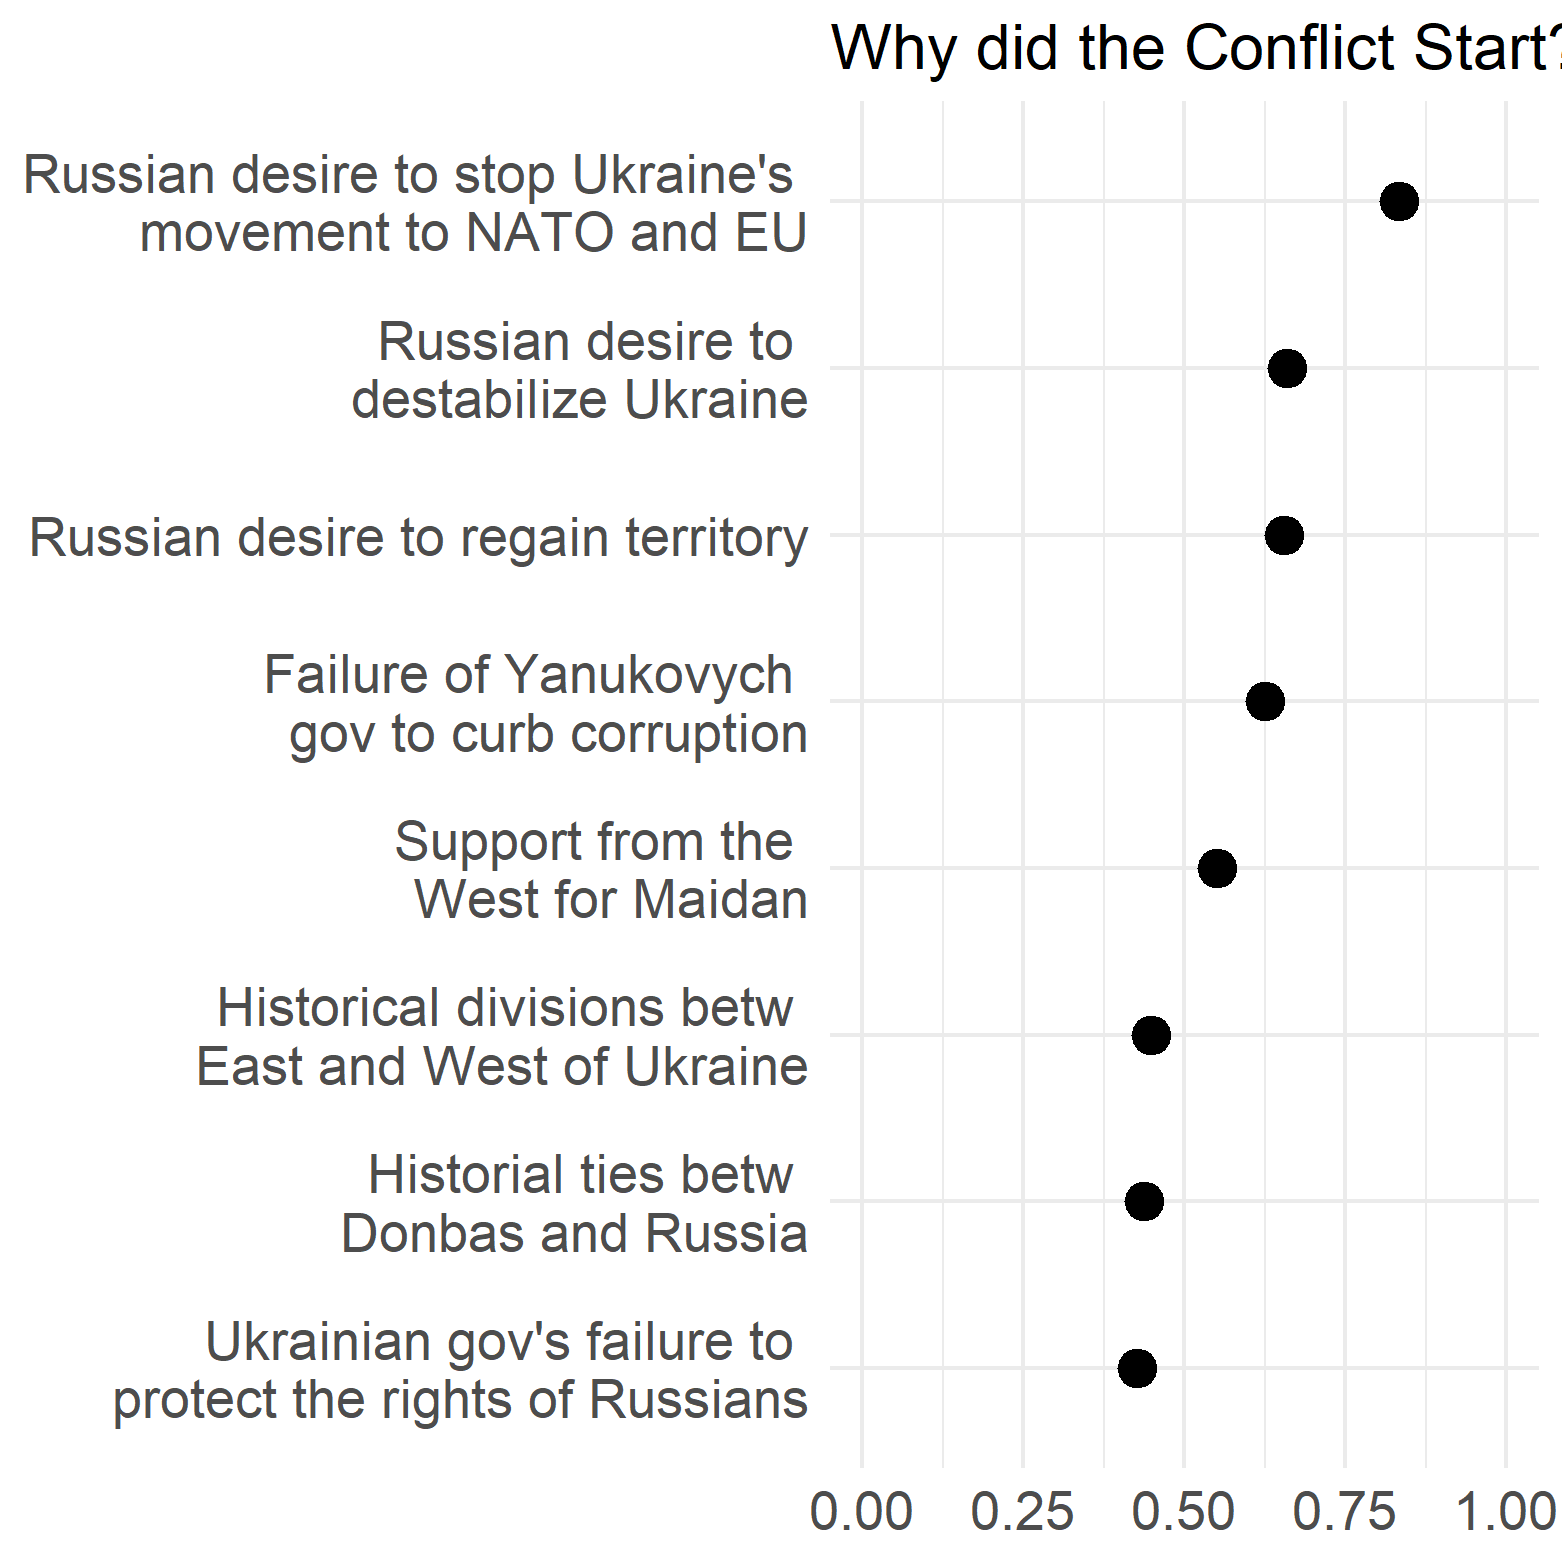 Why did the Conflict Start?
Russian desire to stop Ukraine's
movement to NATO and EU
Russian desire to
destabilize Ukraine
Russian desire to regain territory
Failure of Yanukovych
gov to curb corruption
Support from the
West for Maidan
Historical divisions betw
East and West of Ukraine
Historial ties betw
Donbas and Russia
Ukrainian gov's failure to
protect the rights of Russians
0.00 0.25 0.50 0.75 1.00